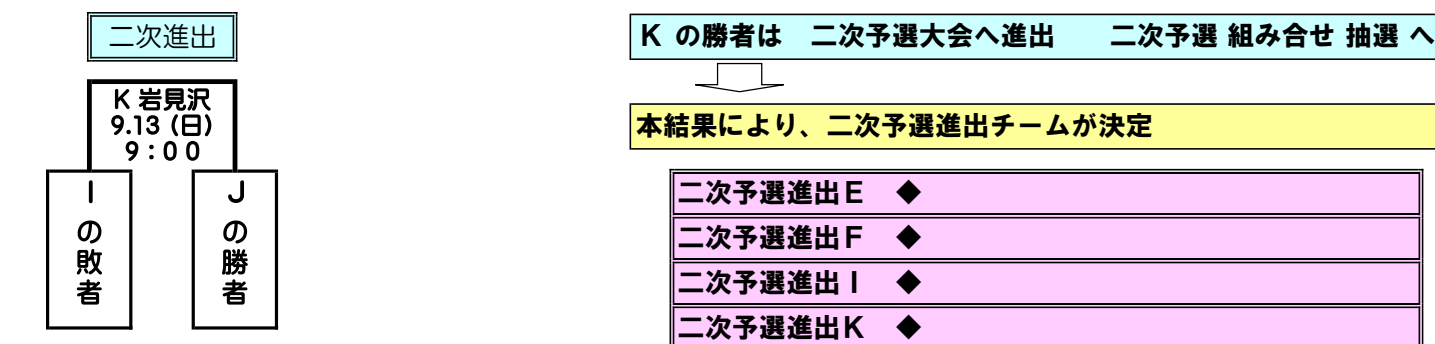 二次進出
K 岩見沢
9.13 (日)
9：00
Iの敗者
Jの勝者
K の勝者は　二次予選大会へ進出　　二次予選 組み合せ 抽選 へ
本結果により、二次予選進出チームが決定
二次予選進出E　◆
二次予選進出F　◆
二次予選進出I　◆
二次予選進出K　◆